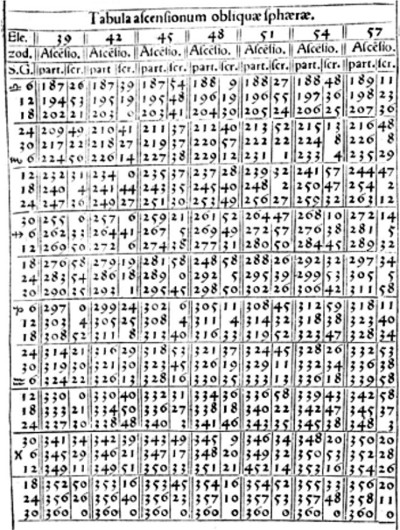 Tabula aſcenſionum obliquæ ſphæræ.
Ele. 39 42 45 48 51 54 57
zod. Aſcēſio. Aſcēſio. Aſcēſio. Aſcēſio. Aſcēſio. Aſcēſio. Aſcēſio.
S.G. part. ſcr. part ſcr. part. ſcr. part. ſcr. part. ſcr. part. ſcr. part. ſcr.
♎ 6 187 26 187 39 187 54 188 9 188 27 188 48 189 11
12 194 53 195 19 195 48 196 19 196 55 197 36 198 23
18 202 21 203 0 203 41 204 39 205 24 206 25 207 36
24 209 49 210 41 211 37 212 40 213 52 215 13 216 48
30 217 22 218 27 219 37 220 57 222 22 224 8 226 8
♏ 6 224 50 226 14 227 38 229 12 231 1 233 4 235 29
12 232 31 234 0 235 37 237 28 239 32 241 57 244 47
18 240 4 241 44 243 35 245 40 248 2 250 47 254 2
24 247 36 249 27 251 30 253 49 256 27 259 32 263 12
30 255 0 257 6 259 21 261 52 264 47 268 10 272 14
♐ 6 262 33 264 41 267 5 269 49 272 57 276 38 281 5
12 269 50 272 6 274 38 277 31 280 50 284 45 289 32
18 276 58 279 19 281 58 248 58 288 26 292 32 297 34
24 283 54 286 18 289 0 292 5 295 39 299 53 305 5
30 290 35 293 1 295 45 298 50 302 26 306 42 311 58
♑ 6 297 0 299 24 302 6 305 11 308 45 312 59 318 11
12 303 4 305 25 308 4 311 4 314 32 318 38 323 40
18 308 52 311 8 313 40 316 33 319 52 323 47 328 34
24 314 21 316 29 318 53 321 37 324 45 328 26 332 53
30 319 30 321 30 323 45 326 19 329 11 332 34 336 38
♒ 6 324 22 326 13 328 16 330 35 333 13 336 18 339 58
12 330 0 330 40 332 31 334 36 336 58 339 43 342 58
18 333 21 334 50 336 27 338 18 340 22 342 47 345 37
24 337 30 338 48 340 3 341 46 343 35 345 38 348 3
30 341 34 342 39 343 49 345 9 346 34 348 20 350 20
♓ 6 345 29 346 21 347 17 348 20 349 32 350 53 352 28
12 349 11 349 51 350 33 351 21 452 14 353 16 354 26
18 352 50 353 16 353 45 354 16 354 52 355 33 356 20
24 356 26 356 40 356 23 357 10 357 53 357 48 358 11
30 360 0 360 0 360 0 360 0 360 0 360 0 360 0